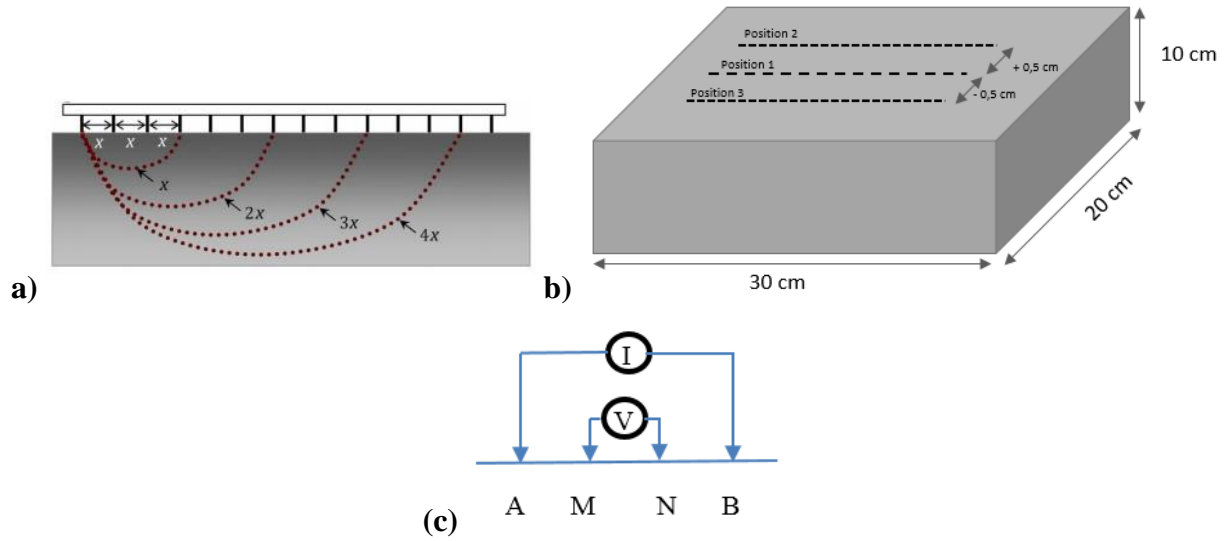 x x x
x
2x
3x
4x
a)
Position 2
Position 1
Position 3
+ 0,5 cm
- 0,5 cm
10 cm
20 cm
30 cm
b)
I
V
A M N B
(c)